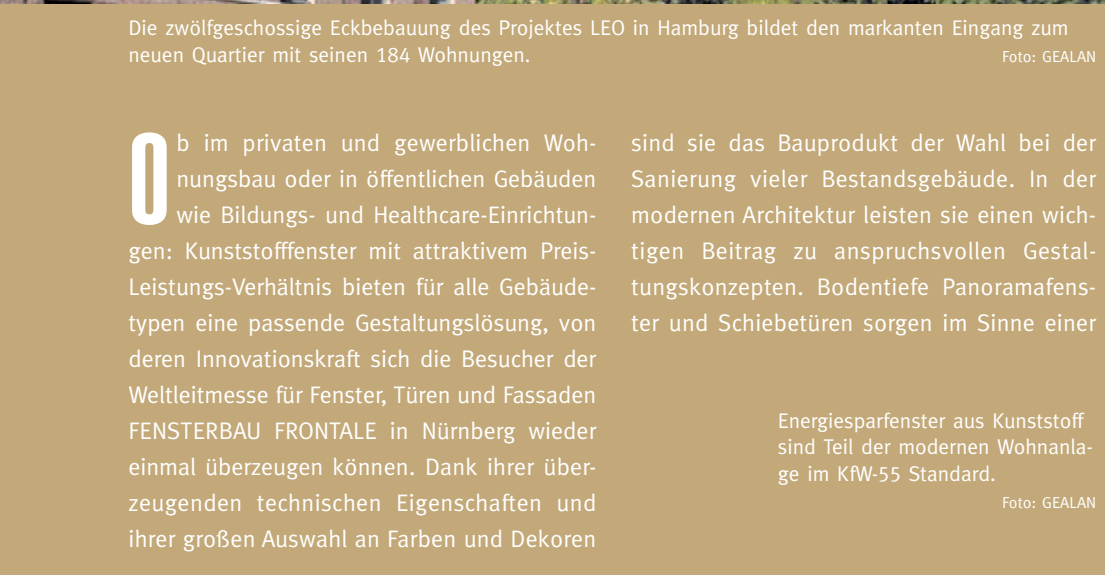 Die zwölfgeschossige Eckbebauung des Projektes LEO in Hamburg bildet den markanten Eingang zum
neuen Quartier mit seinen 184 Wohnungen.
Foto: GEALAN
Ob im privaten und gewerblichen Woh-
nungsbau oder in öffentlichen Gebäuden
wie Bildungs- und Healthcare-Einrichtun-
gen: Kunststofffenster mit attraktivem Preis-
Leistungs-Verhältnis bieten für alle Gebäude-
typen eine passende Gestaltungslösung, von
deren Innovationskraft sich die Besucher der
Weltleitmesse für Fenster, Türen und Fassaden
FENSTERBAU FRONTALE in Nürnberg wieder
einmal überzeugen können. Dank ihrer über-
zeugenden technischen Eigenschaften und
ihrer großen Auswahl an Farben und Dekoren
sind sie das Bauprodukt der Wahl bei der
Sanierung vieler Bestandsgebäude. In der
modernen Architektur leisten sie einen wich-
tigen Beitrag zu anspruchsvollen Gestal-
tungskonzepten. Bodentiefe Panoramafens-
ter und Schiebetüren sorgen im Sinne einer
Energiesparfenster aus Kunststoff
sind Teil der modernen Wohnanla-
ge im KfW-55 Standard.
Foto: GEALAN